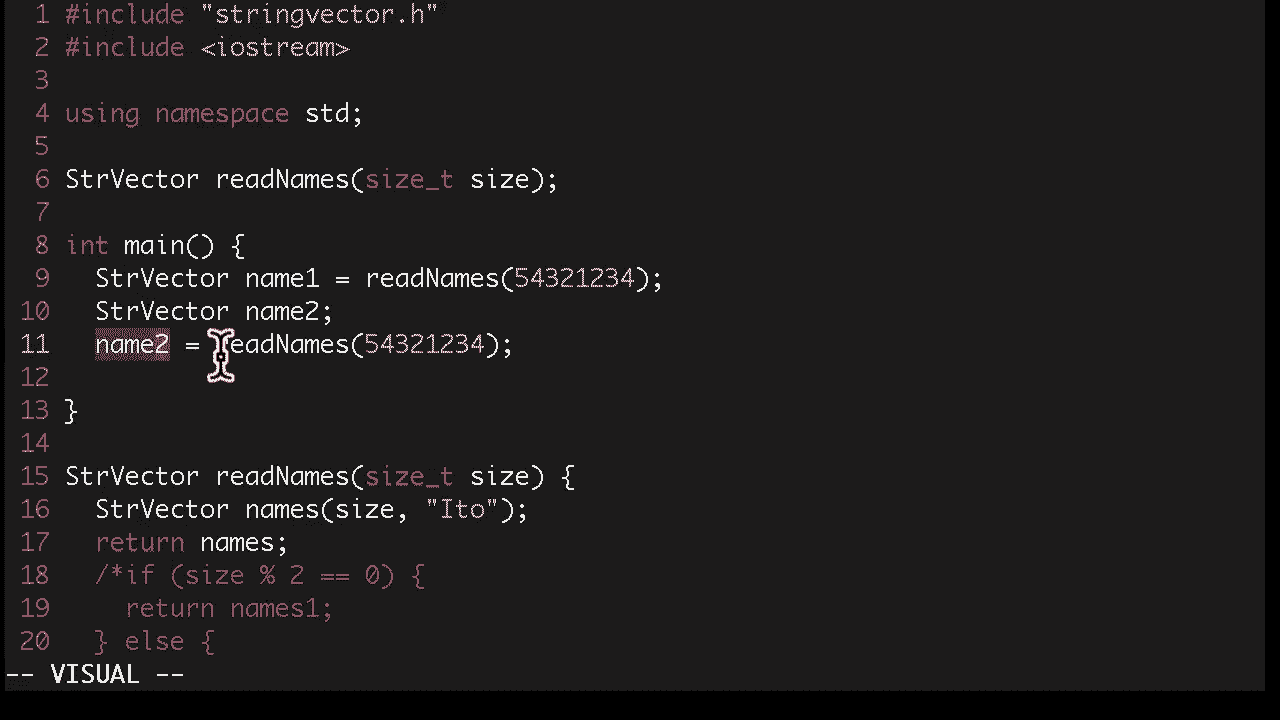 1 #include "stringvector.h"
2 #include <iostream>
3
4 using namespace std;
5
6 StrVector readNames(size_t size);
7
8 int main() {
9 StrVector name1 = readNames(54321234);
10 StrVector name2;
11 name2 = readNames(54321234);
12
13 }
14
15 StrVector readNames(size_t size) {
16 StrVector names(size, "Ito");
17 return names;
18 /*if (size % 2 == 0) {
19 return names1;
20 } else {
-- VISUAL --